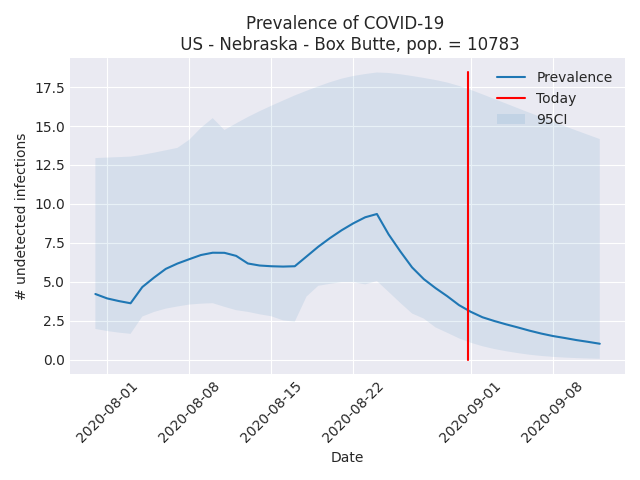 Prevalence of COVID-19
US - Nebraska - Box Butte, pop. = 10783
Prevalence
Today
95CI
# undetected infections
17.5
15.0
12.5
10.0
7.5
5.0
2.5
0.0
2020-08-01
2020-08-08
2020-08-15
2020-08-22
2020-09-01
2020-09-08
Date